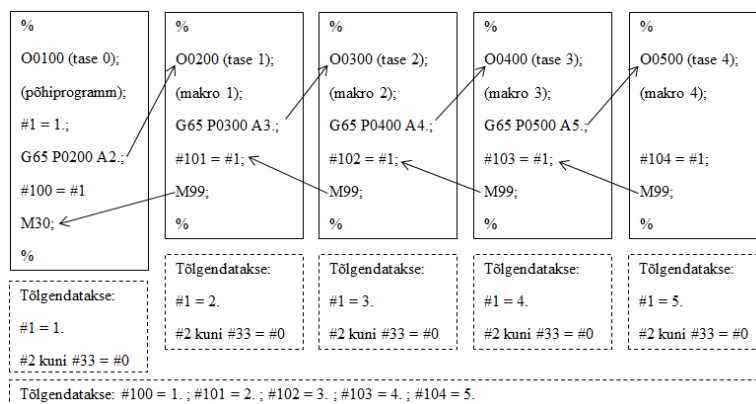 %
O0100 (tase 0);
(põhiprogramm);
#1 = 1.;
G65 P0200 A2.;
#100 = #1
M30;
%
%
O0200 (tase 1);
(makro 1);
G65 P0300 A3.;
#101 = #1;
M99;
%
%
O0300 (tase 2);
(makro 2);
G65 P0400 A4.;
#102 = #1;
M99;
%
%
O0400 (tase 3);
(makro 3);
G65 P0500 A5.;
#103 = #1;
M99;
%
%
O0500 (tase 4);
(makro 4);
#104 = #1;
M99;
%
Tõlgendatakse:
#1 = 1.
#2 kuni #33 = #0
Tõlgendatakse:
#1 = 2.
#2 kuni #33 = #0
Tõlgendatakse:
#1 = 3.
#2 kuni #33 = #0
Tõlgendatakse:
#1 = 4.
#2 kuni #33 = #0
Tõlgendatakse:
#1 = 5.
#2 kuni #33 = #0
Tõlgendatakse: #100 = 1. ; #101 = 2. ; #102 = 3. ; #103 = 4. ; #104 = 5.